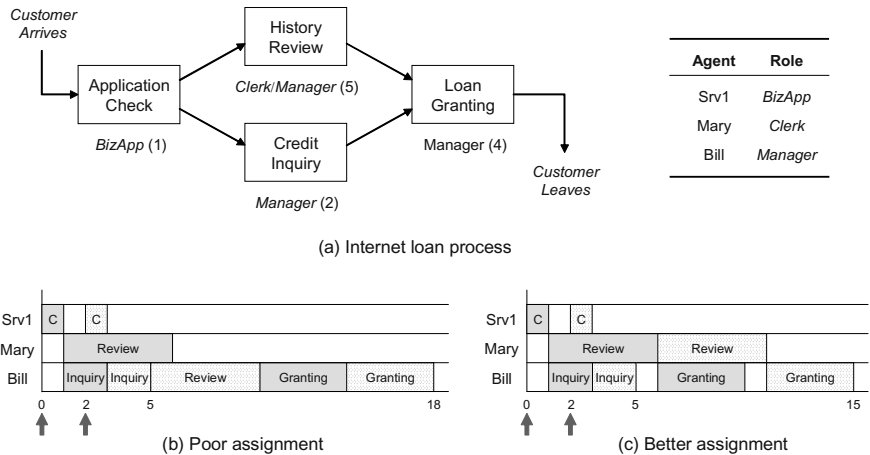 Customer
Arrives
Application
Check
BizApp (1)
History
Review
Clerk/Manager (5)
Credit
Inquiry
Manager (2)
Loan
Granting
Manager (4)
Customer
Leaves
Agent Role
Srv1 BizApp
Mary Clerk
Bill Manager
(a) Internet loan process
Srv1 C C
Mary Review
Bill Inquiry Inquiry Review Granting Granting
0 2 5 18
(b) Poor assignment
Srv1 C C
Mary Review Review
Bill Inquiry Inquiry Granting Granting
0 2 5 15
(c) Better assignment